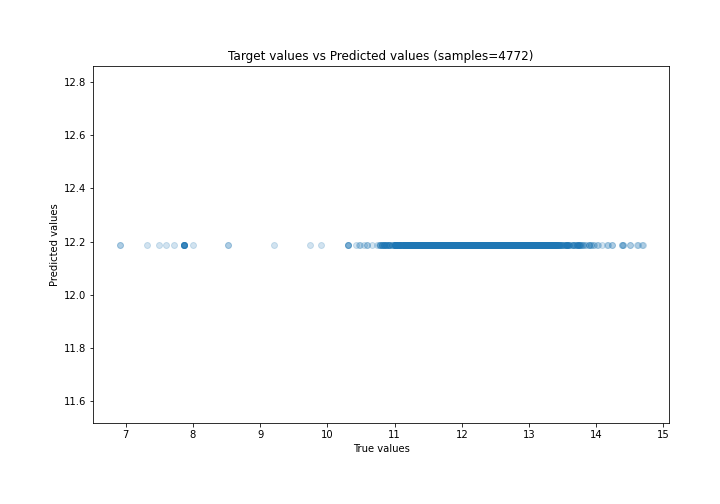 Target values vs Predicted values (samples=4772)
12.8
12.6
12.4
12.2
12.0
11.8
11.6
Predicted values
7 8 9 10 11 12 13 14 15
True values